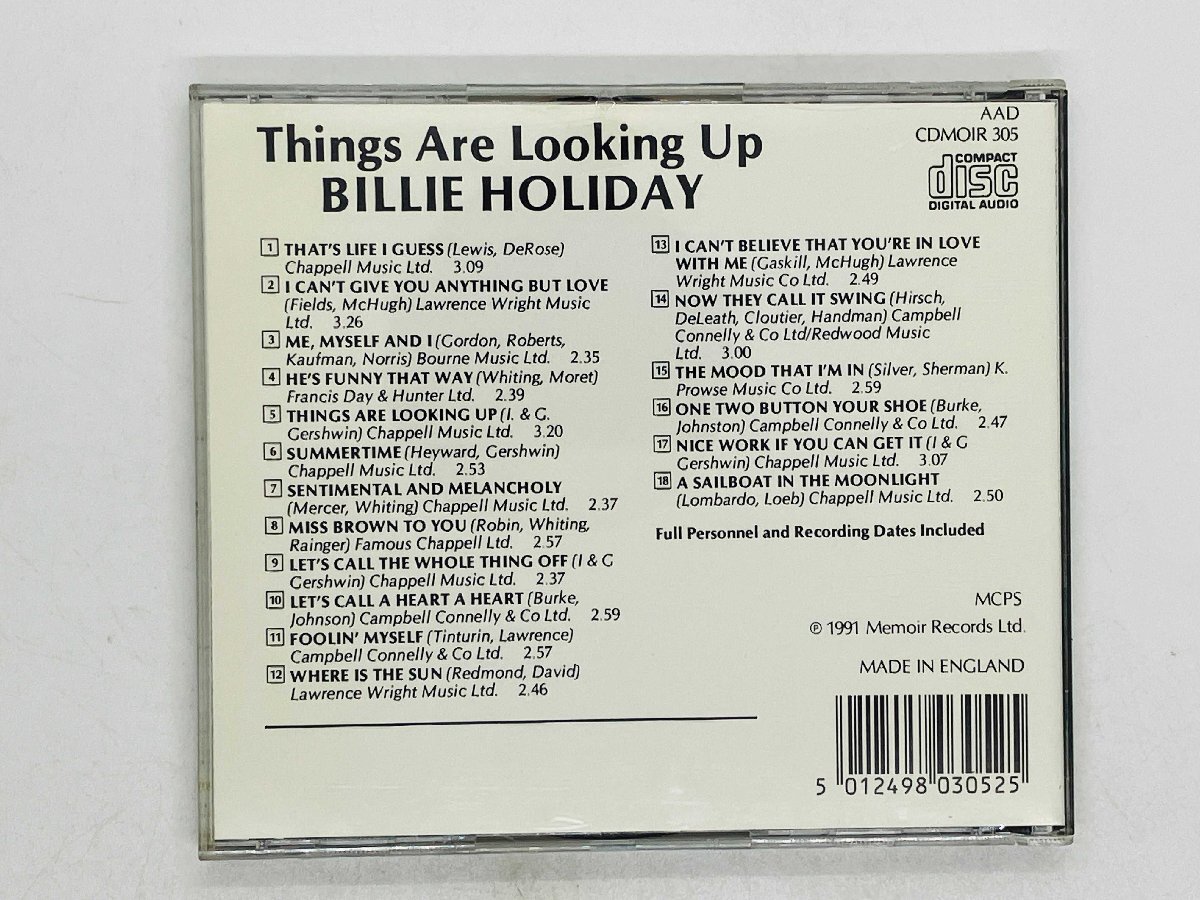 Things Are Looking Up
BILLIE HOLIDAY
AAD
CDMOIR 305
COMPACT
disc
DIGITAL AUDIO
1 THAT'S LIFE I GUESS (Lewis, DeRose)
Chappell Music Ltd. 3.09
2 I CAN'T GIVE YOU ANYTHING BUT LOVE
(Fields, McHugh) Lawrence Wright Music
Ltd. 3.26
3 ME, MYSELF AND I (Gordon, Roberts,
Kaufman, Norris) Bourne Music Ltd. 2.35
4 HE'S FUNNY THAT WAY (Whiting, Moret)
Francis Day & Hunter Ltd. 2.39
5 THINGS ARE LOOKING UP (I. & G.
Gershwin) Chappell Music Ltd. 3.20
6 SUMMERTIME (Heyward, Gershwin)
Chappell Music Ltd. 2.53
7 SENTIMENTAL AND MELANCHOLY
(Mercer, Whiting) Chappell Music Ltd. 2.37
8 MISS BROWN TO YOU (Robin, Whiting,
Rainger) Famous Chappell Ltd. 2.57
9 LET'S CALL THE WHOLE THING OFF (I & G
Gershwin) Chappell Music Ltd. 2.37
10 LET'S CALL A HEART A HEART (Burke,
Johnson) Campbell Connelly & Co Ltd. 2.59
11 FOOLIN' MYSELF (Tinturin, Lawrence)
Campbell Connelly & Co Ltd. 2.57
12 WHERE IS THE SUN (Redmond, David)
Lawrence Wright Music Ltd. 2.46
13 I CAN'T BELIEVE THAT YOU'RE IN LOVE
WITH ME (Gaskill, McHugh) Lawrence
Wright Music Co Ltd. 2.49
14 NOW THEY CALL IT SWING (Hirsch,
DeLeath, Cloutier, Handman) Campbell
Connelly & Co Ltd/Redwood Music
Ltd. 3.00
15 THE MOOD THAT I'M IN (Silver, Sherman) K.
Prowse Music Co Ltd. 2.59
16 ONE TWO BUTTON YOUR SHOE (Burke,
Johnston) Campbell Connelly & Co Ltd. 2.47
17 NICE WORK IF YOU CAN GET IT (I & G
Gershwin) Chappell Music Ltd. 3.07
18 A SAILBOAT IN THE MOONLIGHT
(Lombardo, Loeb) Chappell Music Ltd. 2.50
Full Personnel and Recording Dates Included
MCPS
℗ 1991 Memoir Records Ltd.
MADE IN ENGLAND
5 012498 030525